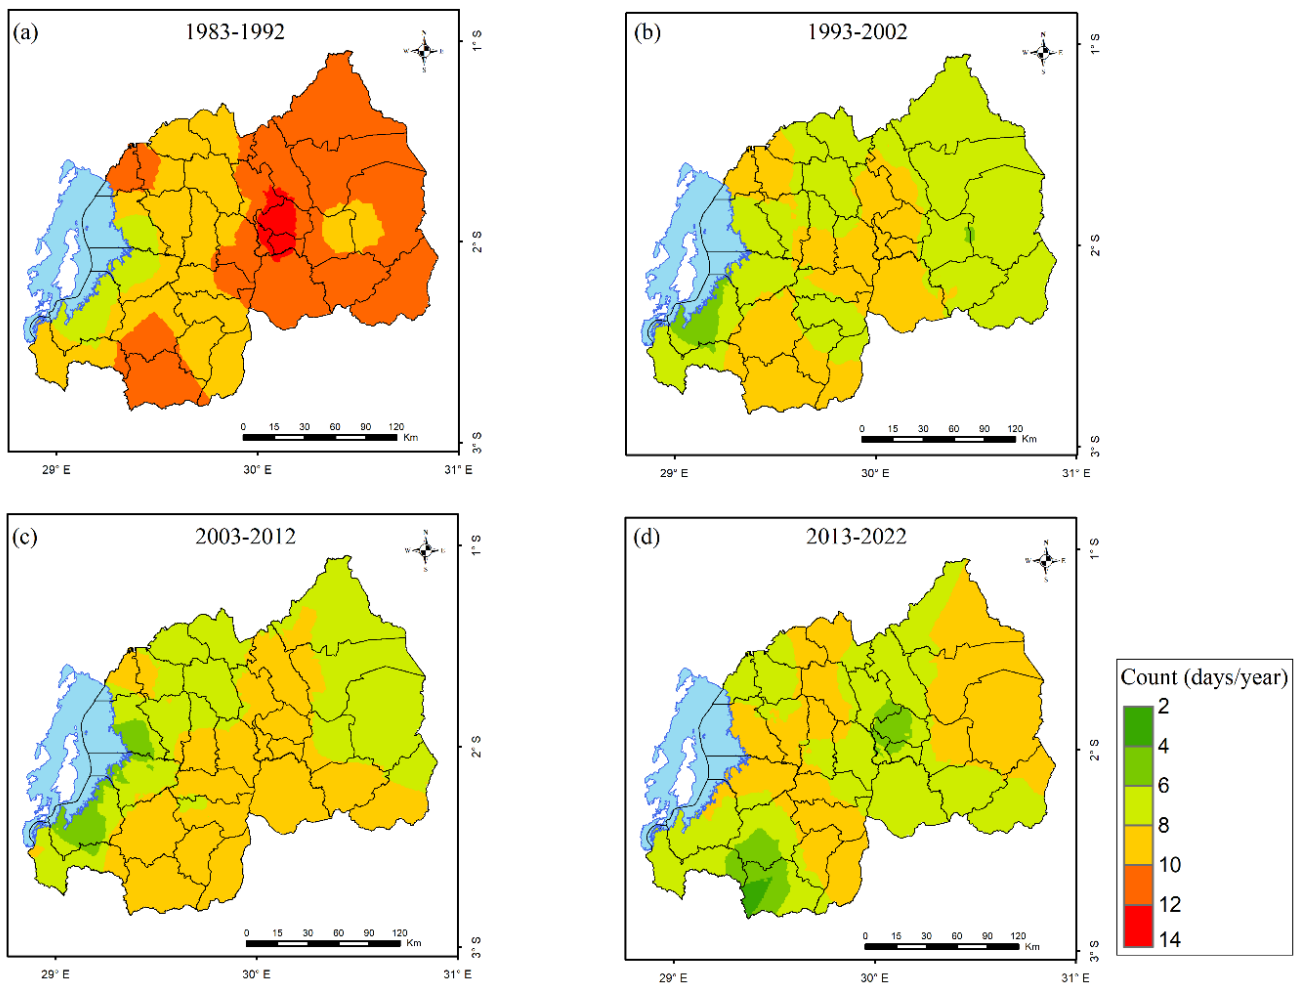 (a)
1983-1992
N
W E
S
1° S
2° S
3° S
0 15 30 60 90 120
Km
29° E 30° E 31° E
(b)
1993-2002
N
W E
S
1° S
2° S
3° S
0 15 30 60 90 120
Km
29° E 30° E 31° E
(c)
2003-2012
N
W E
S
1° S
2° S
3° S
0 15 30 60 90 120
Km
29° E 30° E 31° E
(d)
2013-2022
N
W E
S
1° S
2° S
3° S
0 15 30 60 90 120
Km
29° E 30° E 31° E
Count (days/year)
2
4
6
8
10
12
14